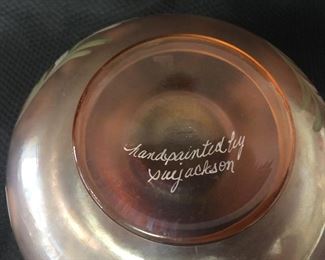 handpainted by
sue jackson